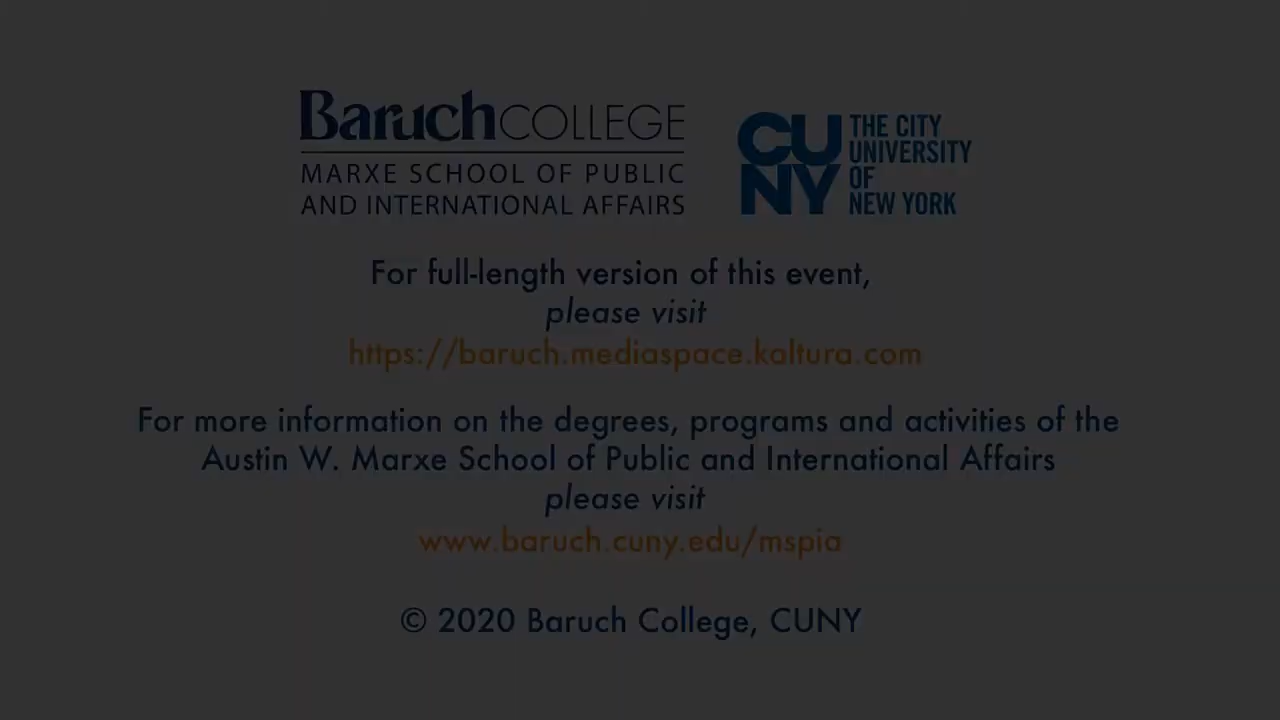 Baruch COLLEGE
MARXE SCHOOL OF PUBLIC
AND INTERNATIONAL AFFAIRS
CUNY
THE CITY
UNIVERSITY
OF
NEW YORK
For full-length version of this event,
please visit
https://baruch.mediaspace.kaltura.com
For more information on the degrees, programs and activities of the
Austin W. Marxe School of Public and International Affairs
please visit
www.baruch.cuny.edu/mspia
© 2020 Baruch College, CUNY